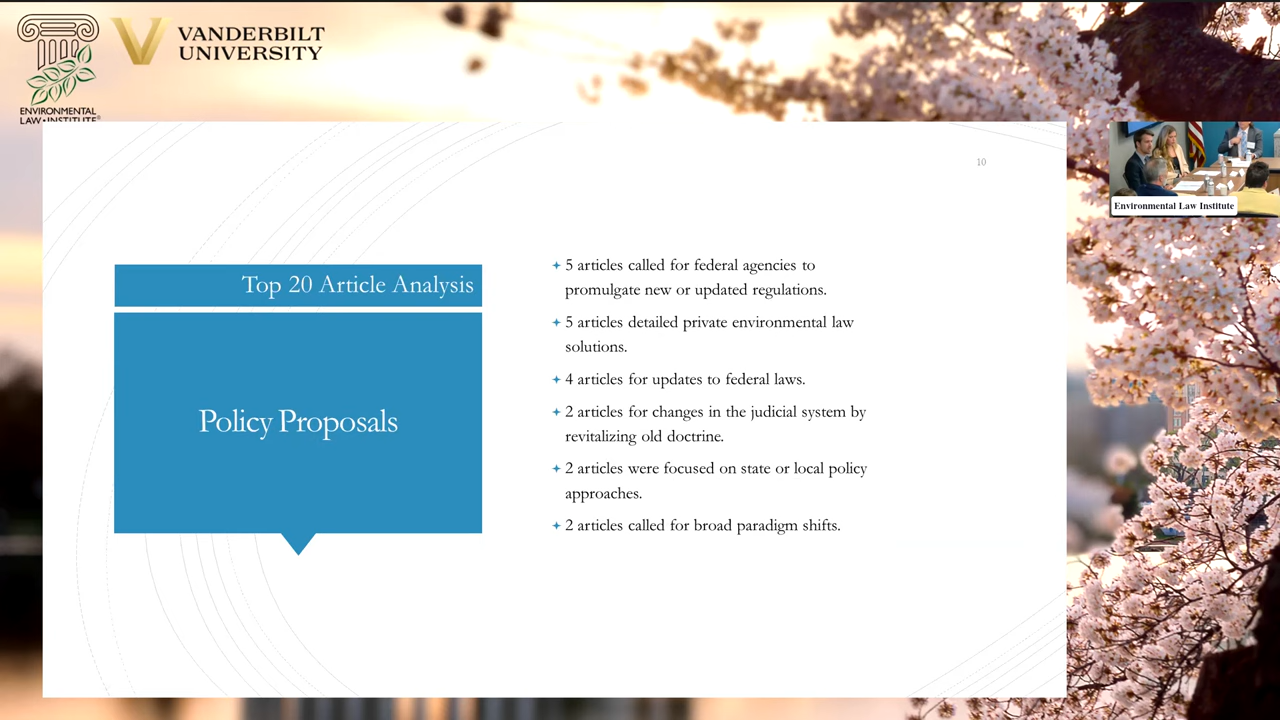 VANDERBILT
UNIVERSITY
ENVIRONMENTAL
LAW•INSTITUTE®
10
Environmental Law Institute
Top 20 Article Analysis
Policy Proposals
5 articles called for federal agencies to
promulgate new or updated regulations.
5 articles detailed private environmental law
solutions.
4 articles for updates to federal laws.
2 articles for changes in the judicial system by
revitalizing old doctrine.
2 articles were focused on state or local policy
approaches.
2 articles called for broad paradigm shifts.